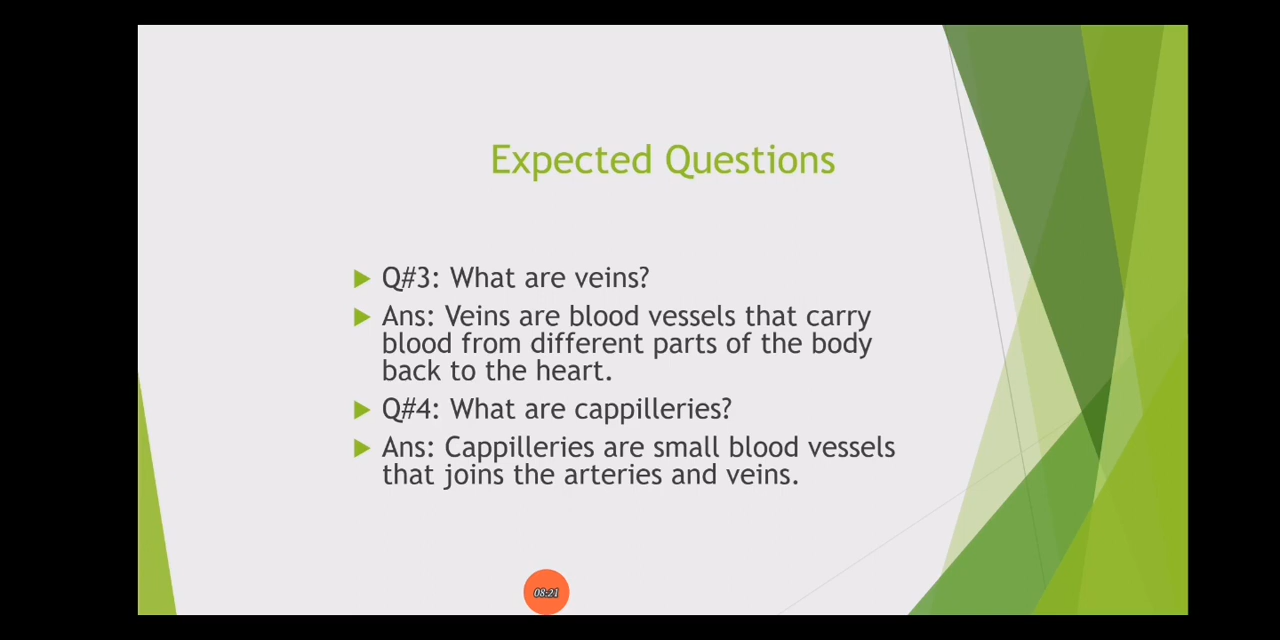 Expected Questions
Q#3: What are veins?
Ans: Veins are blood vessels that carry
blood from different parts of the body
back to the heart.
Q#4: What are cappilleries?
Ans: Cappilleries are small blood vessels
that joins the arteries and veins.
08:21